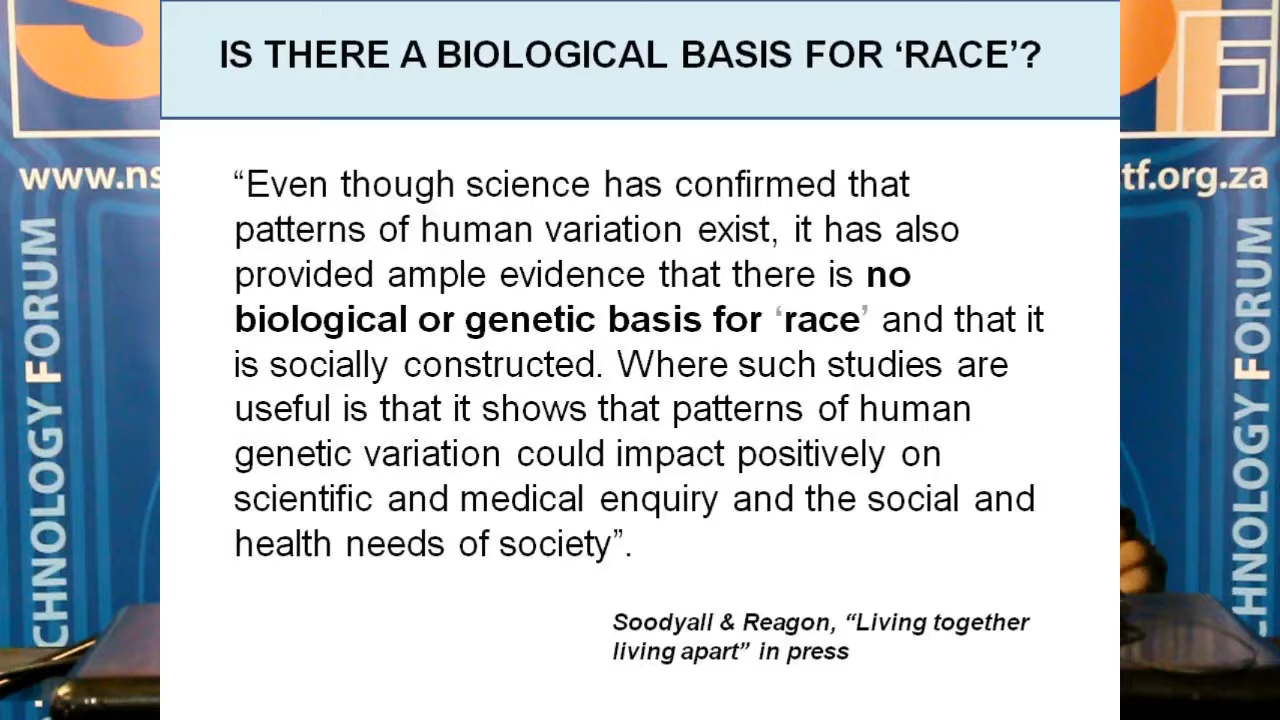 IS THERE A BIOLOGICAL BASIS FOR ‘RACE’?
“Even though science has confirmed that
patterns of human variation exist, it has also
provided ample evidence that there is no
biological or genetic basis for ‘race’ and that it
is socially constructed. Where such studies are
useful is that it shows that patterns of human
genetic variation could impact positively on
scientific and medical enquiry and the social and
health needs of society”.
Soodyall & Reagon, “Living together
living apart” in press
www.ns
tf.org.za
CHNOLOGY FORUM
HNOLOGY FORUM